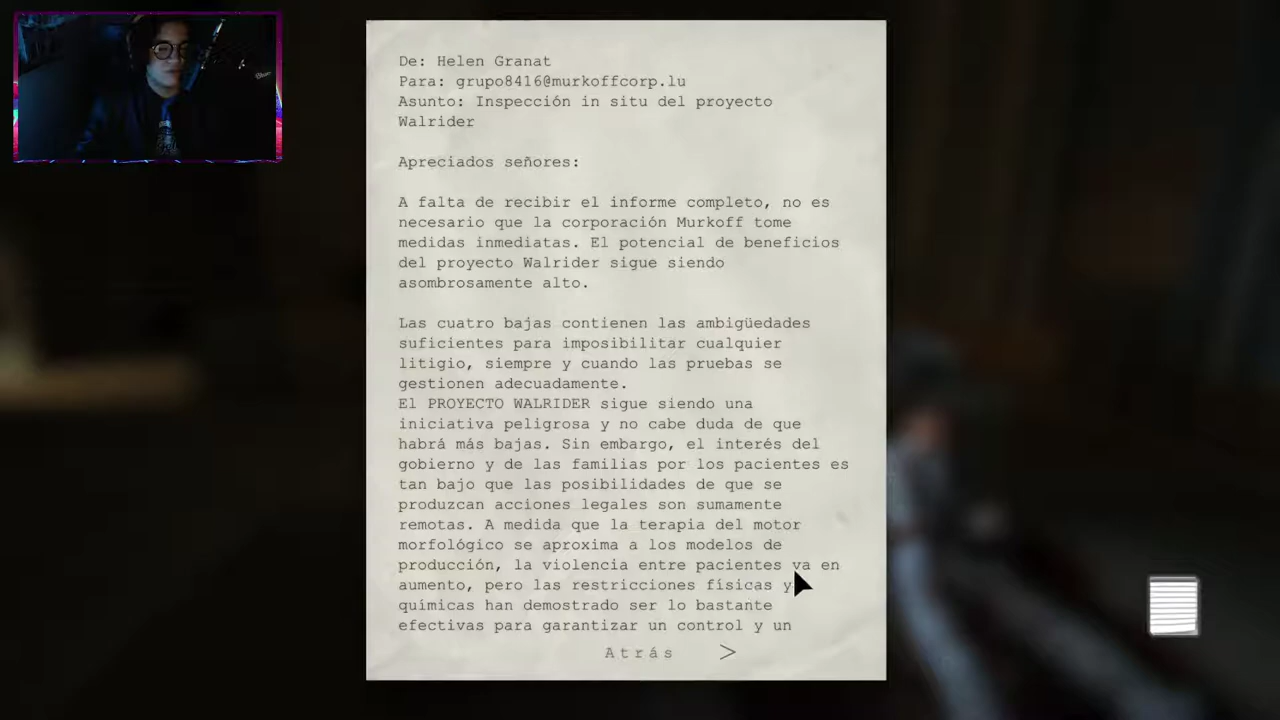 De: Helen Granat
Para: grupo8416@murkoffcorp.lu
Asunto: Inspección in situ del proyecto
Walrider
Apreciados señores:
A falta de recibir el informe completo, no es
necesario que la corporación Murkoff tome
medidas inmediatas. El potencial de beneficios
del proyecto Walrider sigue siendo
asombrosamente alto.
Las cuatro bajas contienen las ambigüedades
suficientes para imposibilitar cualquier
litigio, siempre y cuando las pruebas se
gestionen adecuadamente.
El PROYECTO WALRIDER sigue siendo una
iniciativa peligrosa y no cabe duda de que
habrá más bajas. Sin embargo, el interés del
gobierno y de las familias por los pacientes es
tan bajo que las posibilidades de que se
produzcan acciones legales son sumamente
remotas. A medida que la terapia del motor
morfológico se aproxima a los modelos de
producción, la violencia entre pacientes va en
aumento, pero las restricciones físicas y
químicas han demostrado ser lo bastante
efectivas para garantizar un control y un
Atrás >